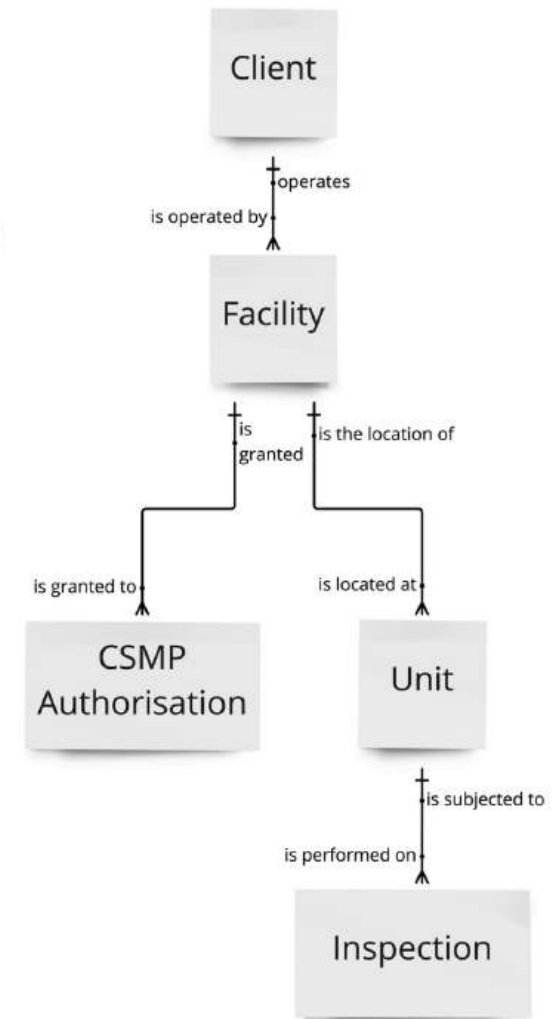 Client
operates
is operated by
Facility
is
granted
is the location of
is granted to
is located at
CSMP
Authorisation
Unit
is subjected to
is performed on
Inspection